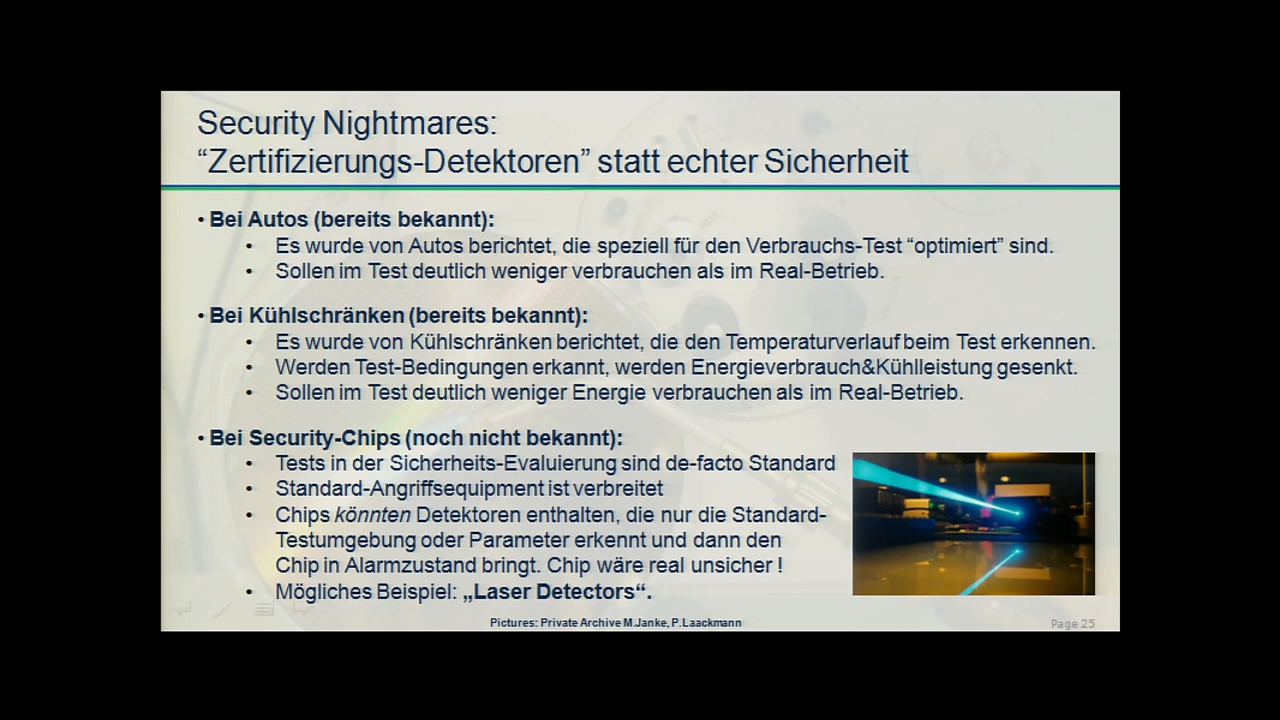 Security Nightmares:
“Zertifizierungs-Detektoren” statt echter Sicherheit
• Bei Autos (bereits bekannt):
• Es wurde von Autos berichtet, die speziell für den Verbrauchs-Test “optimiert” sind.
• Sollen im Test deutlich weniger verbrauchen als im Real-Betrieb.
• Bei Kühlschränken (bereits bekannt):
• Es wurde von Kühlschränken berichtet, die den Temperaturverlauf beim Test erkennen.
• Werden Test-Bedingungen erkannt, werden Energieverbrauch&Kühlleistung gesenkt.
• Sollen im Test deutlich weniger Energie verbrauchen als im Real-Betrieb.
• Bei Security-Chips (noch nicht bekannt):
• Tests in der Sicherheits-Evaluierung sind de-facto Standard
• Standard-Angriffsequipment ist verbreitet
• Chips könnten Detektoren enthalten, die nur die Standard-
Testumgebung oder Parameter erkennt und dann den
Chip in Alarmzustand bringt. Chip wäre real unsicher !
• Mögliches Beispiel: „Laser Detectors“.
Pictures: Private Archive M.Janke, P.Laackmann
Page 25